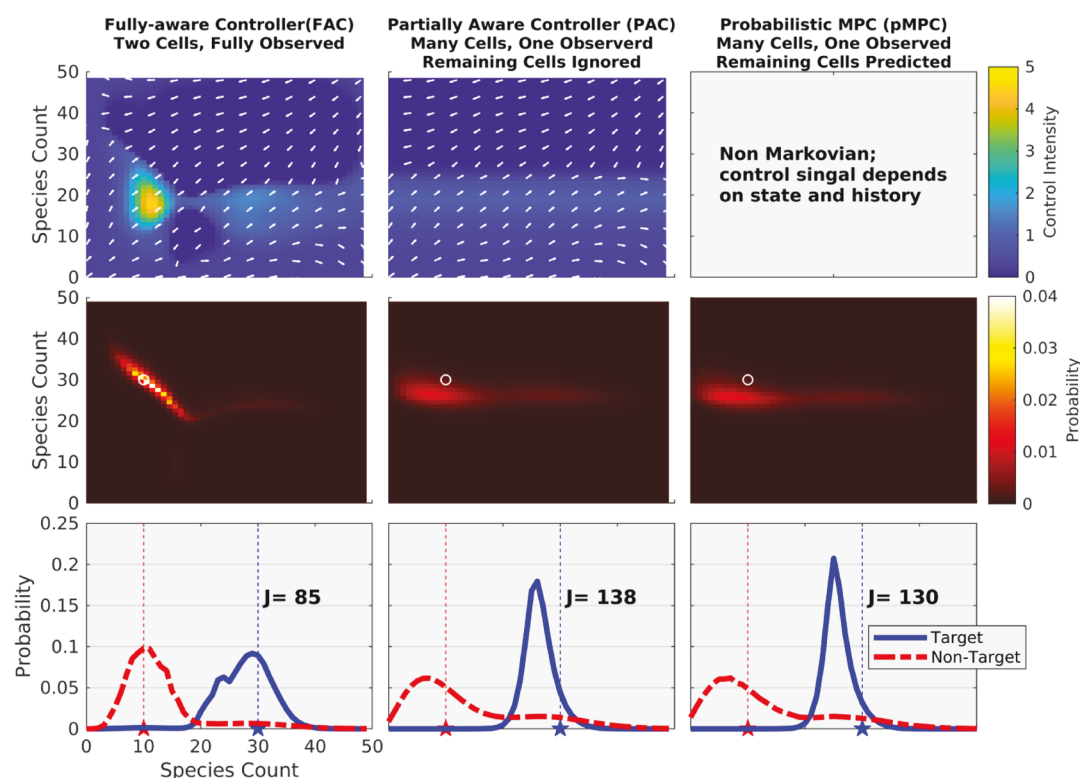 Fully-aware Controller(FAC)
Two Cells, Fully Observed
Partially Aware Controller (PAC)
Many Cells, One Observerd
Remaining Cells Ignored
Probabilistic MPC (pMPC)
Many Cells, One Observed
Remaining Cells Predicted
50
40
30
20
10
0
Species Count
Non Markovian;
control singal depends
on state and history
5
4
3
2
1
0
Control Intensity
50
40
30
20
10
0
Species Count
0.04
0.03
0.02
0.01
0
Probability
0.25
0.2
0.15
0.1
0.05
0
Probability
J= 85
J= 138
J= 130
Target
Non-Target
0
10
20
30
40
50
Species Count